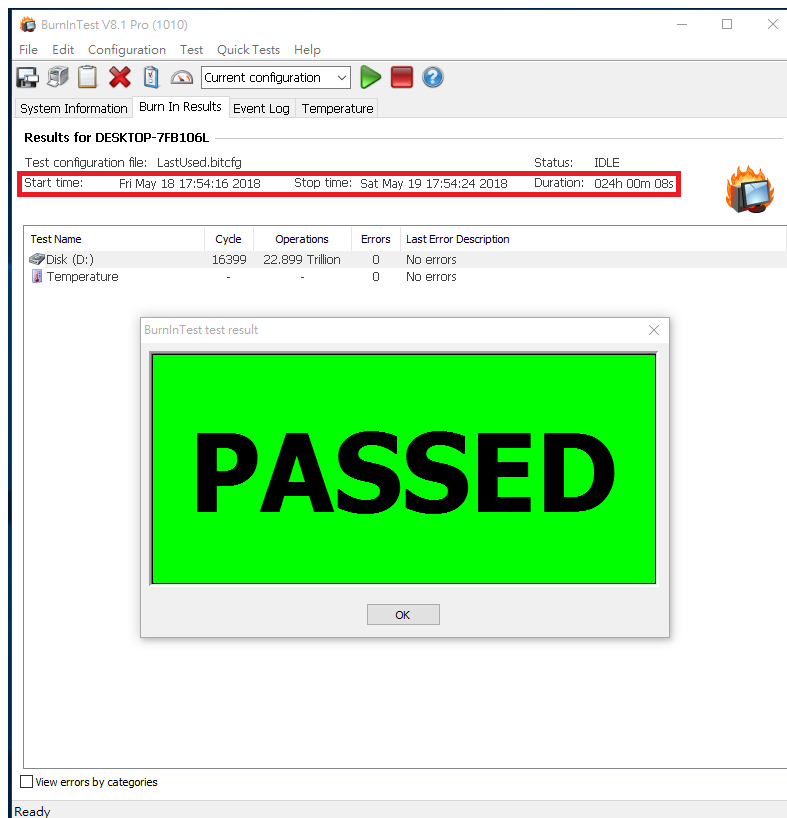 BurnInTest V8.1 Pro (1010)
File Edit Configuration Test Quick Tests Help
Current configuration
System Information Burn In Results Event Log Temperature
Results for DESKTOP-7FB106L
Test configuration file: LastUsed.bitcfg Status: IDLE
Start time: Fri May 18 17:54:16 2018 Stop time: Sat May 19 17:54:24 2018 Duration: 024h 00m 08s
Test Name Cycle Operations Errors Last Error Description
Disk (D:) 16399 22.899 Trillion 0 No errors
Temperature - - 0 No errors
BurnInTest test result
PASSED
OK
View errors by categories
Ready